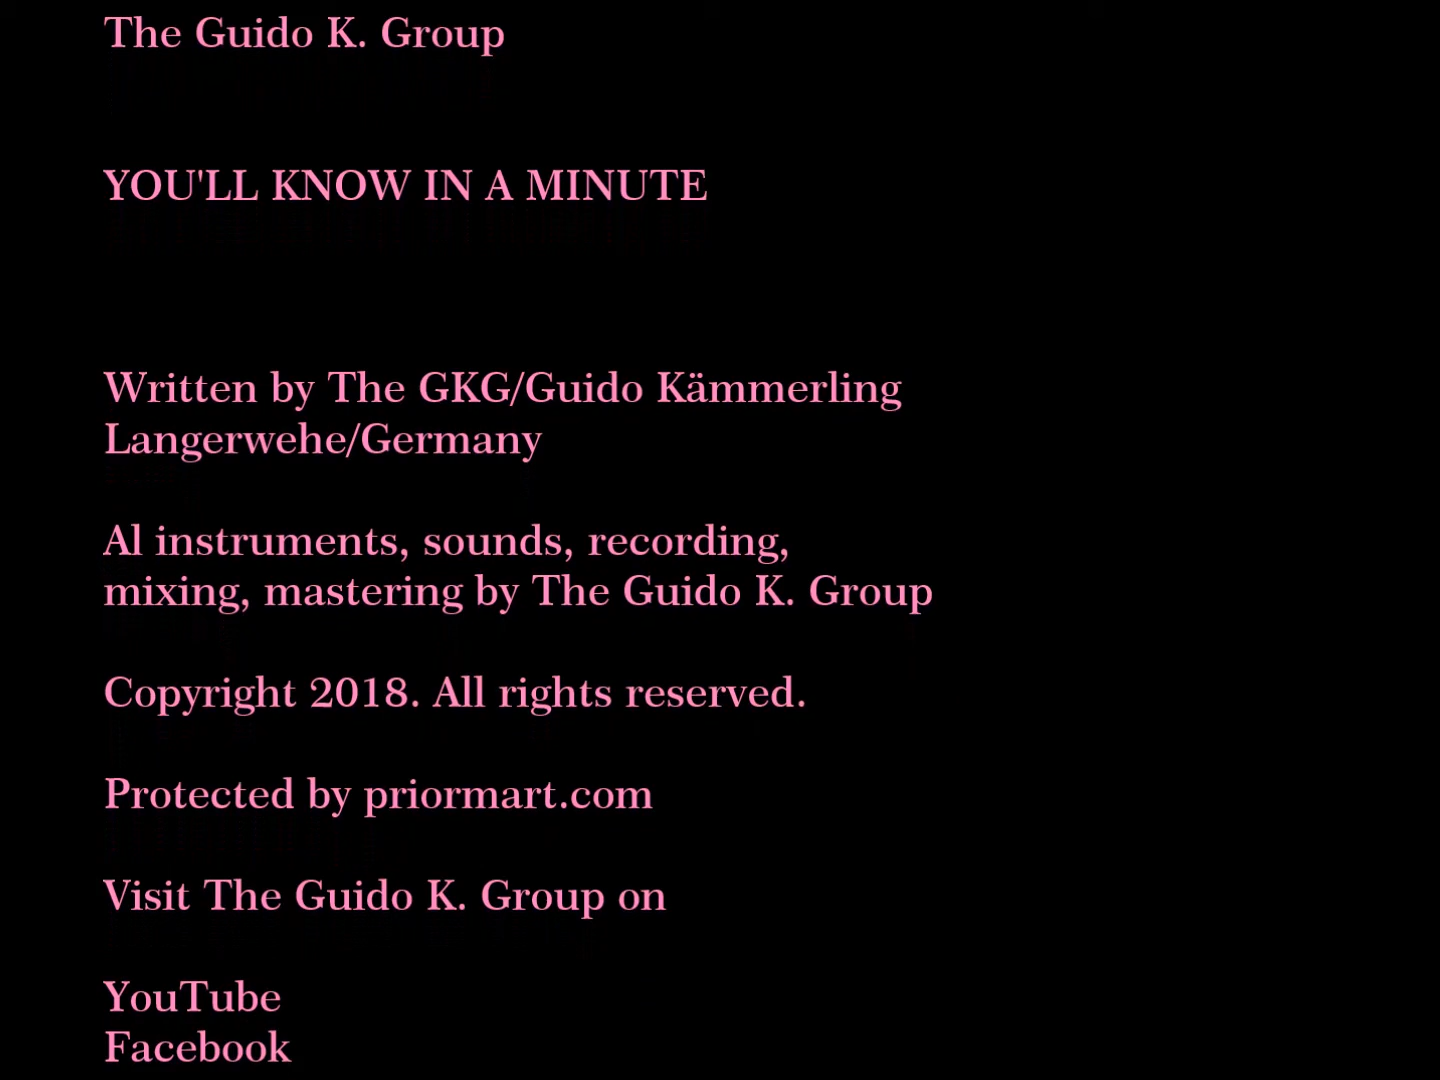 The Guido K. Group
YOU'LL KNOW IN A MINUTE
Written by The GKG/Guido Kämmerling
Langerwehe/Germany
Al instruments, sounds, recording,
mixing, mastering by The Guido K. Group
Copyright 2018. All rights reserved.
Protected by priormart.com
Visit The Guido K. Group on
YouTube
Facebook